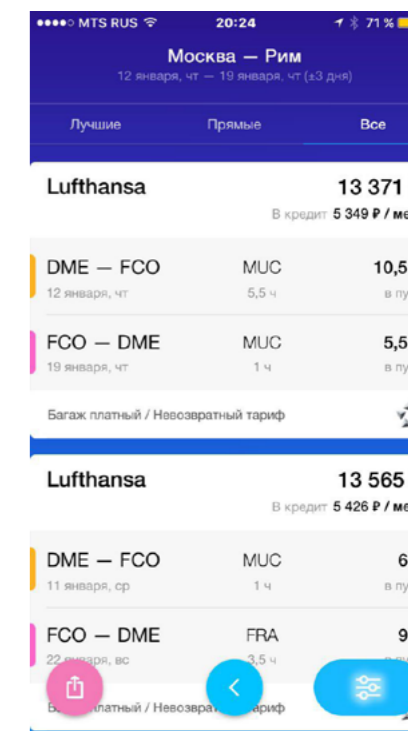 MTS RUS 20:24 71 %
Москва — Рим
12 января, чт — 19 января, чт (±3 дня)
Лучшие Прямые Все
Lufthansa 13 371
В кредит 5 349 ₽ / ме
DME — FCO MUC 10,5
12 января, чт 5,5 ч в пу
FCO — DME MUC 5,5
19 января, чт 1 ч в пу
Багаж платный / Невозвратный тариф
Lufthansa 13 565
В кредит 5 426 ₽ / ме
DME — FCO MUC 6
11 января, ср 1 ч в пу
FCO — DME FRA 9
22 января, вс 3,5 ч
платный / Невозвра ариф